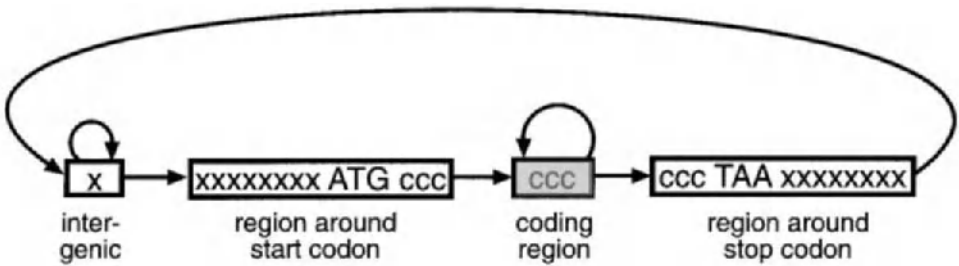 x
xxxxxxxx ATG ccc
ccc
ccc TAA xxxxxxxx
inter-
genic
region around
start codon
coding
region
region around
stop codon